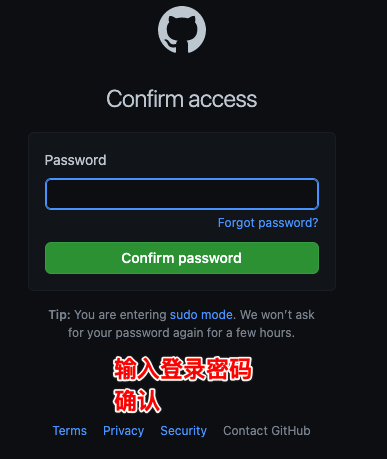 Confirm access
Password
Forgot password?
Confirm password
Tip: You are entering sudo mode. We won't ask
for your password again for a few hours.
输入登录密码
确认
Terms Privacy Security Contact GitHub